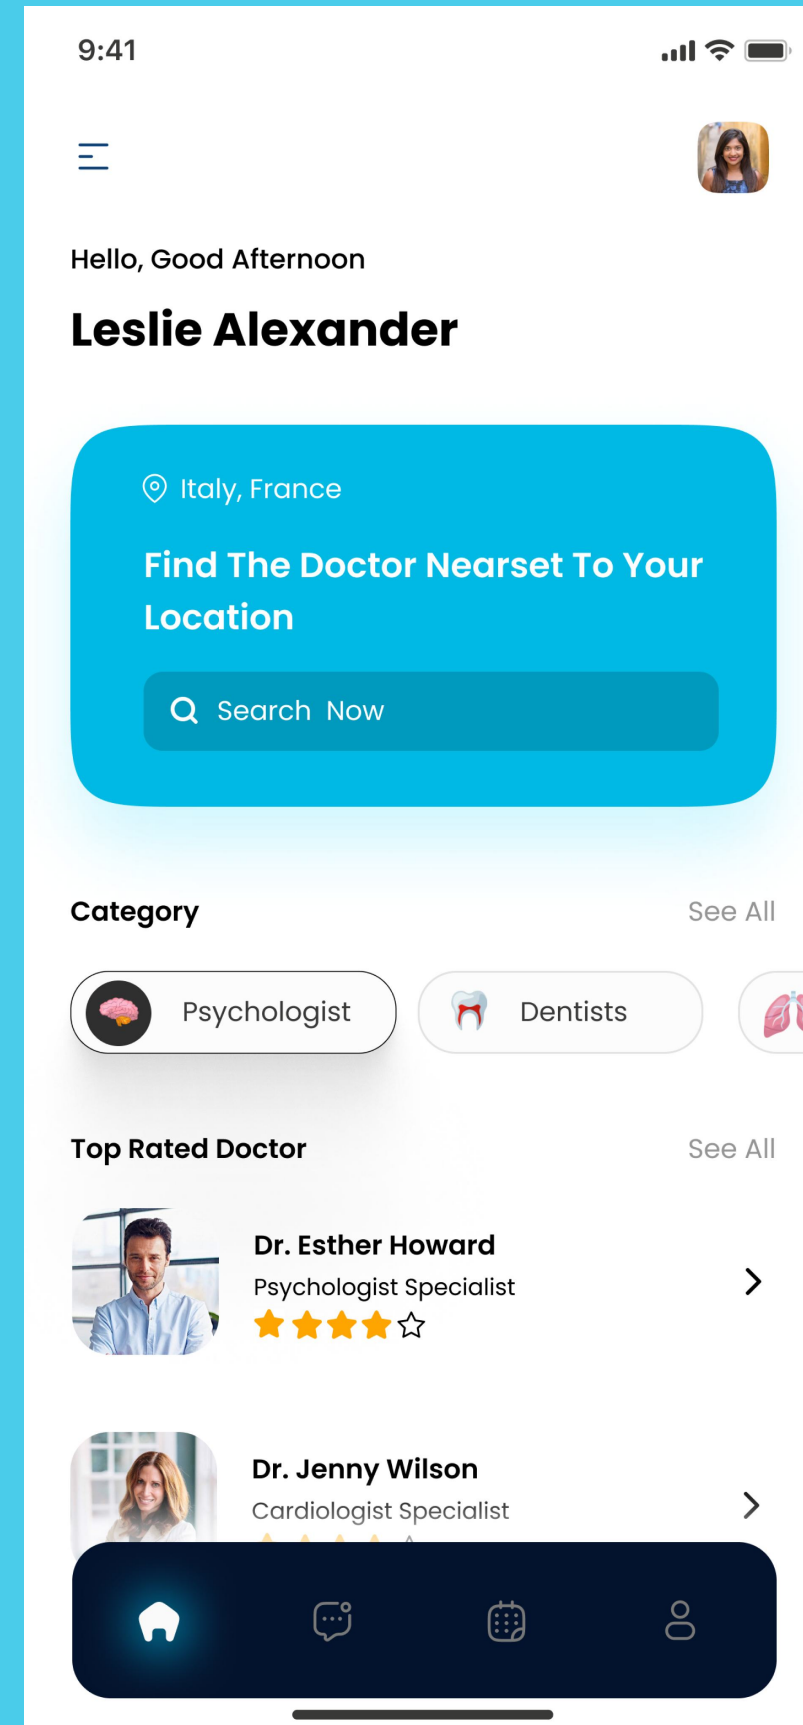 9:41
Hello, Good Afternoon
Leslie Alexander
Italy, France
Find The Doctor Nearset To Your
Location
Search Now
Category
See All
Psychologist
Dentists
Top Rated Doctor
See All
Dr. Esther Howard
Psychologist Specialist
Dr. Jenny Wilson
Cardiologist Specialist